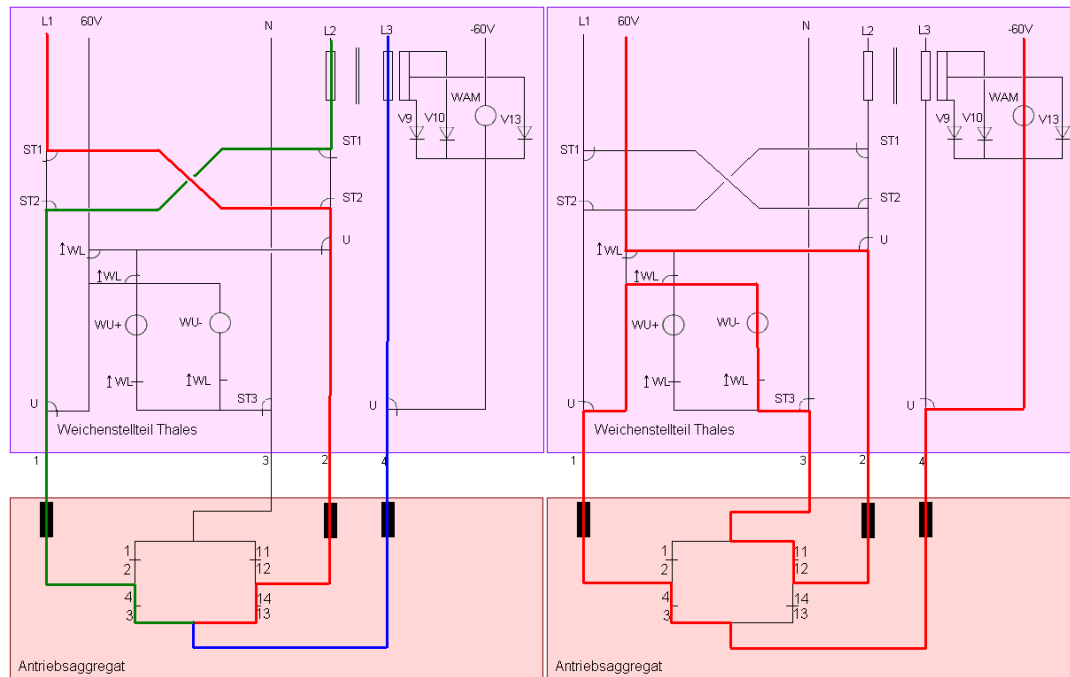 L1 60V N L2 L3 -60V
WAM
V9 V10 V13
ST1 ST1
ST2 ST2
U
↑WL
↑WL
WU+ WU-
↑WL ↑WL
ST3
U U
Weichenstellteil Thales
1 3 2 4
1 11
2 12
4 14
3 13
Antriebsaggregat
L1 60V N L2 L3 -60V
WAM
V9 V10 V13
ST1 ST1
ST2 ST2
U
↑WL
↑WL
WU+ WU-
↑WL ↑WL
ST3
U U
Weichenstellteil Thales
1 3 2 4
1 11
2 12
4 14
3 13
Antriebsaggregat